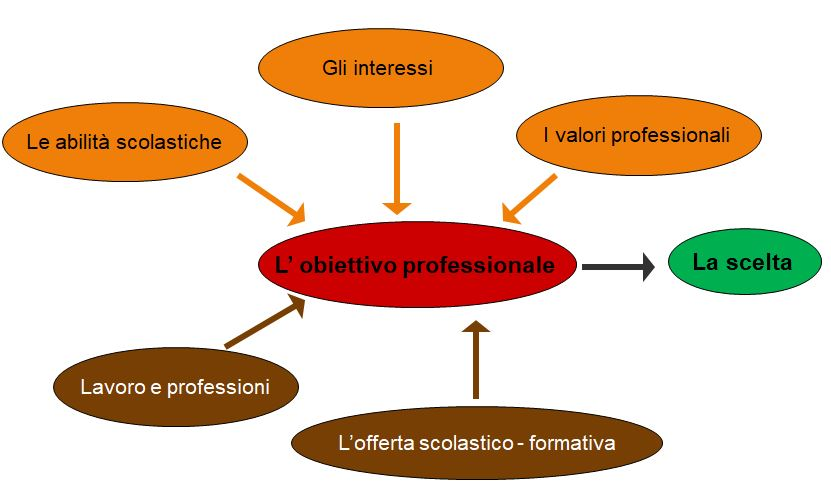 Gli interessi
Le abilità scolastiche
I valori professionali
L’ obiettivo professionale
La scelta
Lavoro e professioni
L’offerta scolastico - formativa